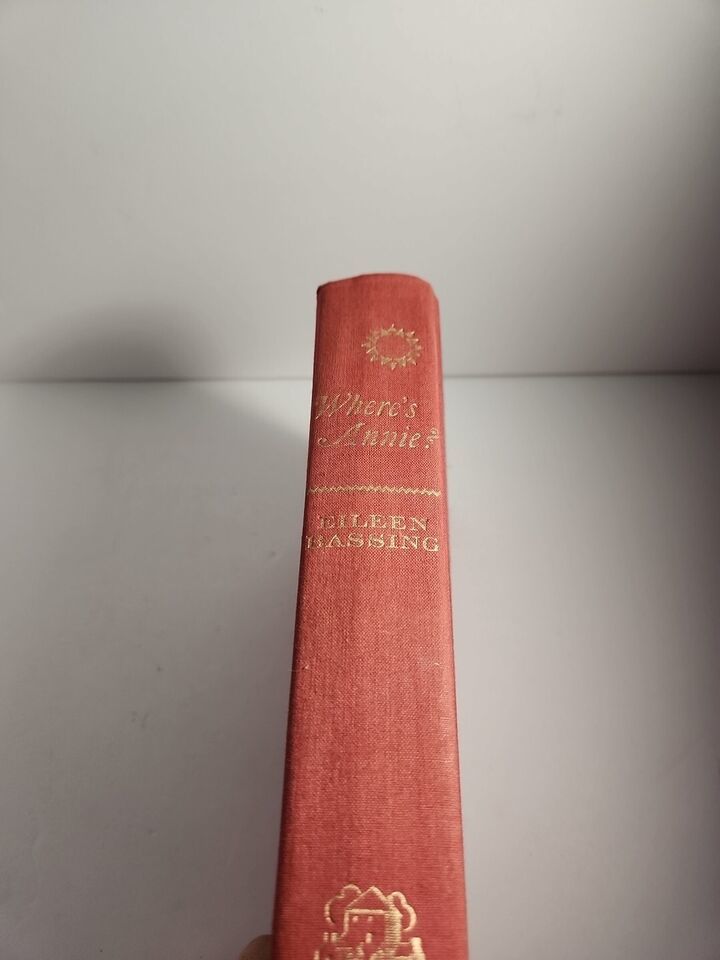 Where's
Annie?
EILEEN
BASSING